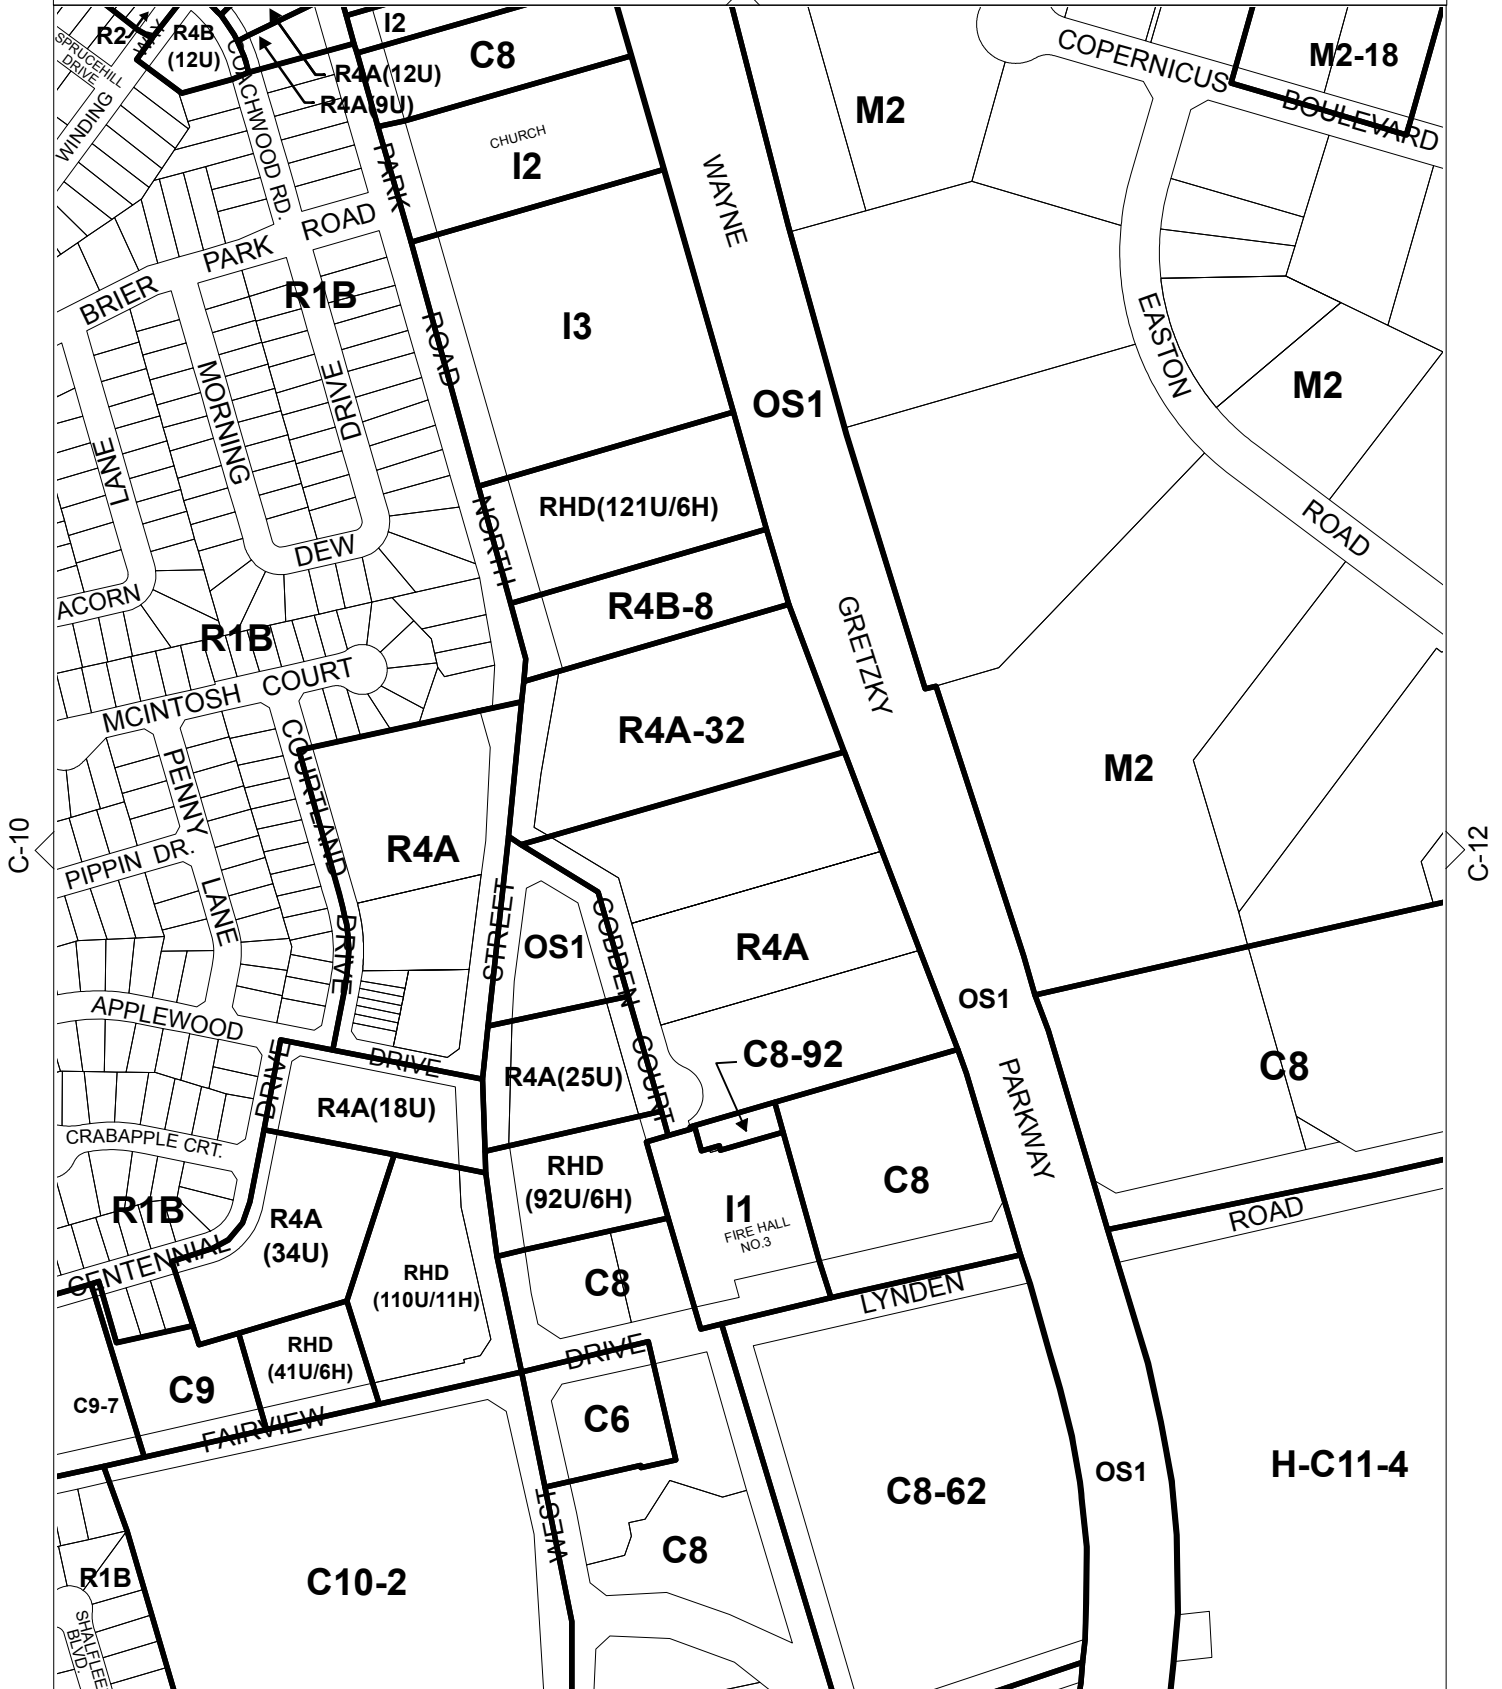 R2
WAY
R4B
(12U)
I2
C8
M2-18
SPRUCEHILL
DRIVE
COACHWOOD RD.
R4A(12U)
R4A(9U)
COPERNICUS
BOULEVARD
WINDING
M2
CHURCH
I2
PARK
WAYNE
BRIER
PARK
ROAD
R1B
I3
ROAD
EASTON
M2
OS1
LANE
MORNING
DRIVE
DEW
RHD(121U/6H)
NORTH
ROAD
ACORN
R1B
R4B-8
GRETZKY
MCINTOSH
COURT
R4A-32
M2
PENNY
COURTLAND
C-10
C-12
PIPPIN DR.
R4A
LANE
STREET
DRIVE
OS1
COBDEN
R4A
OS1
APPLEWOOD
DRIVE
DRIVE
R4A(18U)
R4A(25U)
COURT
C8-92
C8
PARKWAY
CRABAPPLE CRT.
R1B
R4A
(34U)
RHD
(92U/6H)
I1
FIRE HALL
NO.3
C8
ROAD
CENTENNIAL
RHD
(110U/11H)
C8
LYNDEN
RHD
(41U/6H)
DRIVE
C9-7
C9
C6
FAIRVIEW
C8-62
OS1
H-C11-4
WEST
C8
R1B
C10-2
SHALFLEET
BLVD.